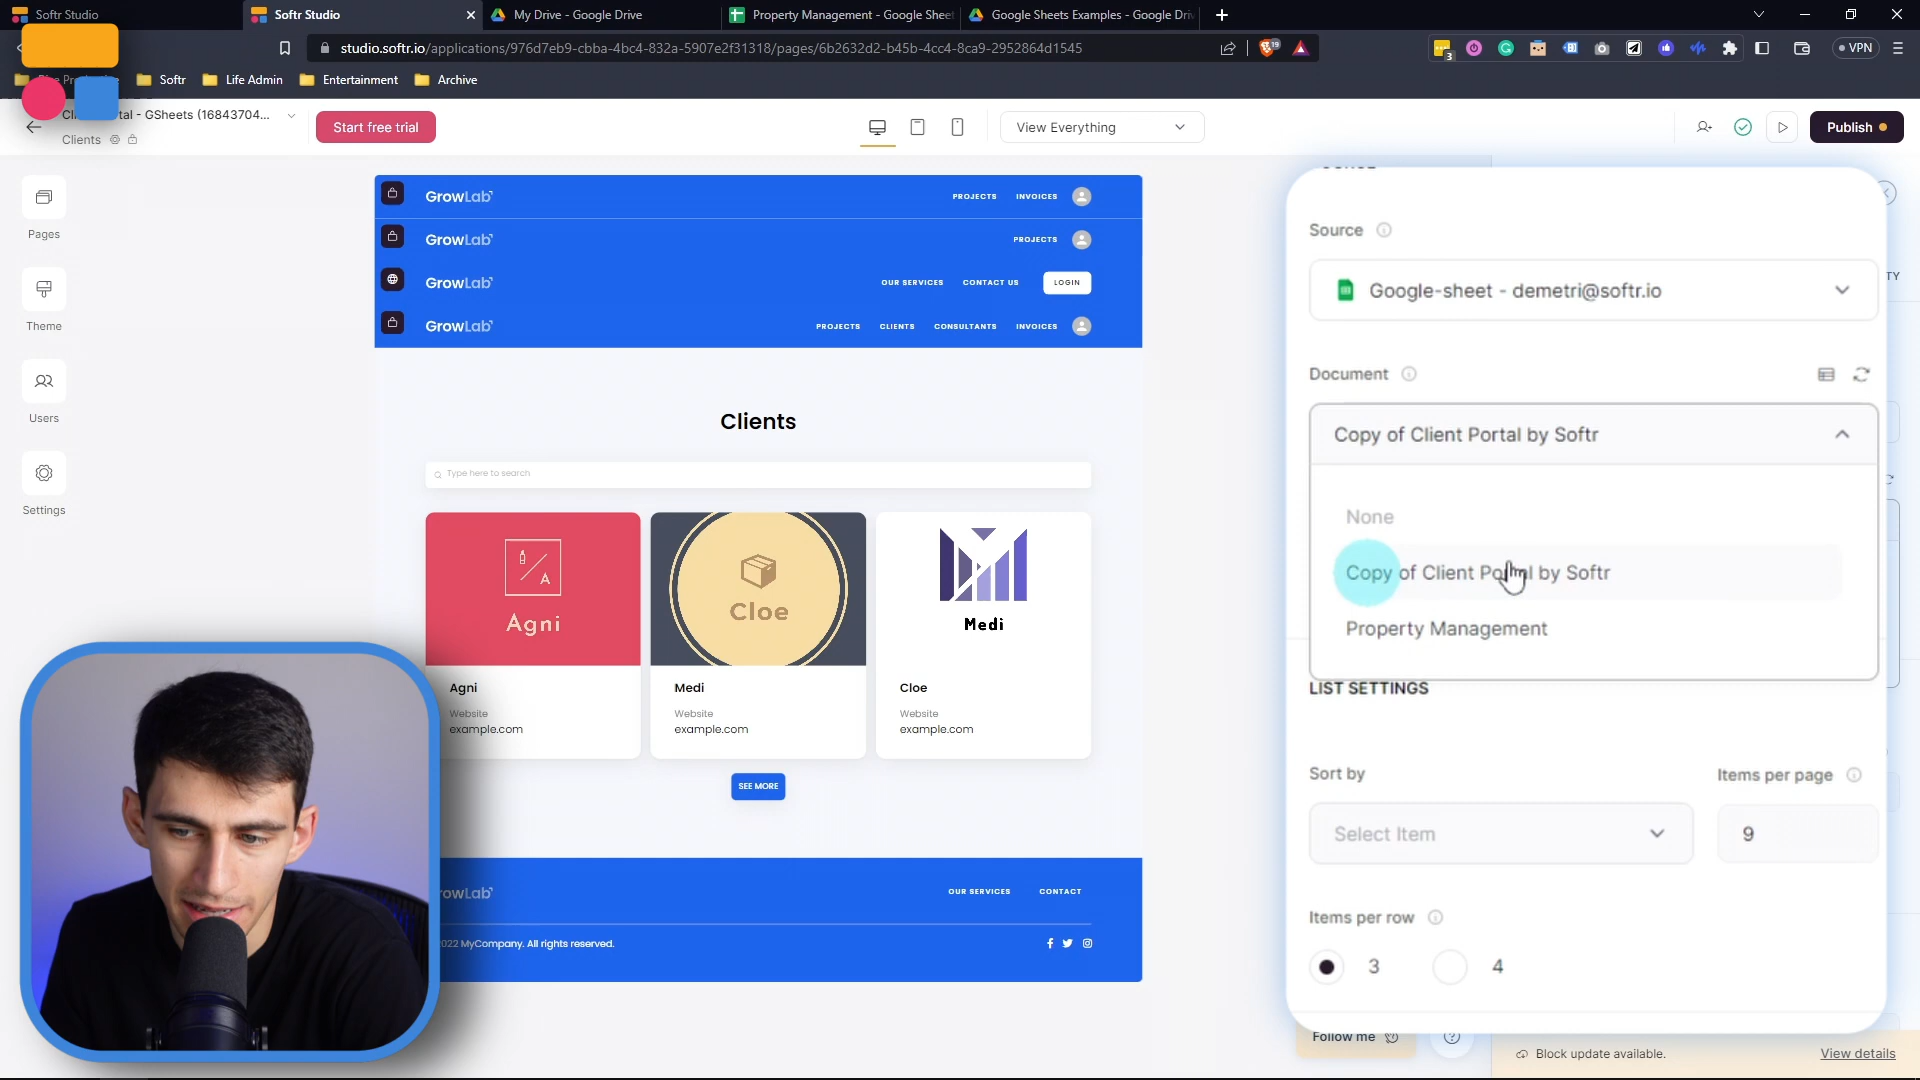 Softr Studio
Softr Studio
My Drive - Google Drive
Property Management - Google Sheet
Google Sheets Examples - Google Driv
studio.softr.io/applications/976d7eb9-cbba-4bc4-832a-5907e2f31318/pages/6b2632d2-b45b-4cc4-8ca9-2952864d1545
19
3
VPN
Softr
Life Admin
Entertainment
Archive
tal - GSheets (16843704...
Clients
Start free trial
View Everything
Publish
Pages
Theme
Users
Settings
GrowLab
PROJECTS
INVOICES
GrowLab
PROJECTS
GrowLab
OUR SERVICES
CONTACT US
LOGIN
GrowLab
PROJECTS
CLIENTS
CONSULTANTS
INVOICES
Clients
Type here to search
A
Agni
Cloe
Medi
Agni
Website
example.com
Medi
Website
example.com
Cloe
Website
example.com
SEE MORE
rowLab
OUR SERVICES
CONTACT
022 MyCompany. All rights reserved.
Source
Google-sheet - demetri@softr.io
TY
Document
Copy of Client Portal by Softr
None
Copy of Client Portal by Softr
Property Management
LIST SETTINGS
Sort by
Items per page
Select Item
9
Items per row
3
4
Follow me
Block update available.
View details